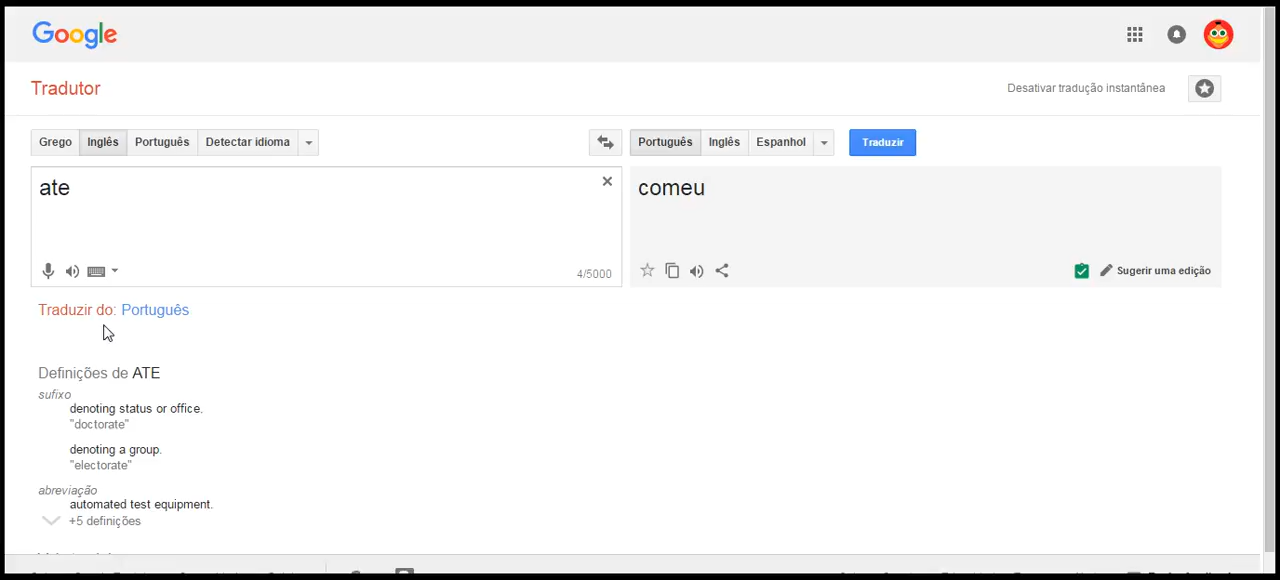 Google
Tradutor
Desativar tradução instantânea
Grego Inglês Português Detectar idioma
Português Inglês Espanhol Traduzir
ate
comeu
4/5000
Sugerir uma edição
Traduzir do: Português
Definições de ATE
sufixo
denoting status or office.
"doctorate"
denoting a group.
"electorate"
abreviação
automated test equipment.
+5 definições